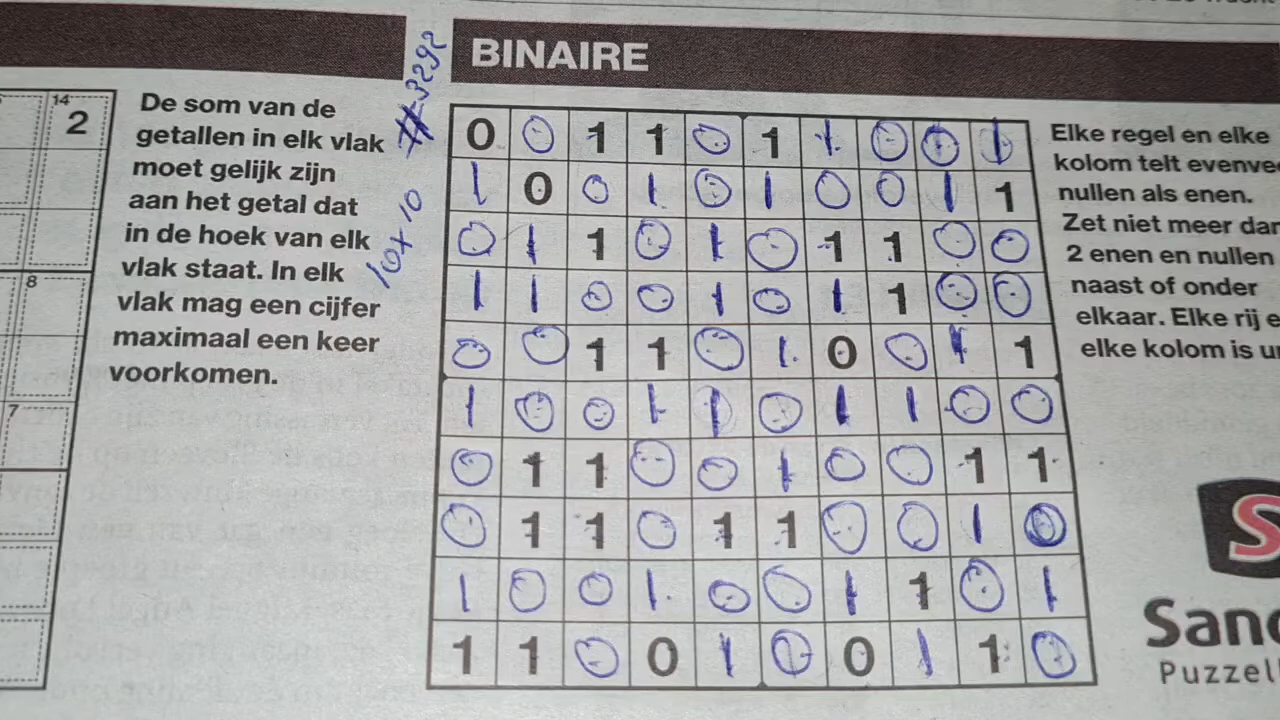 BINAIRE
#3292
10x10
14
2
8
7
De som van de
getallen in elk vlak
moet gelijk zijn
aan het getal dat
in de hoek van elk
vlak staat. In elk
vlak mag een cijfer
maximaal een keer
voorkomen.
0 0 1 1 0 1 1 0 0 1
1 0 0 1 0 1 0 0 1 1
0 1 1 0 1 0 1 1 0 0
1 1 0 0 1 0 1 1 0 0
0 0 1 1 0 1 0 0 1 1
1 0 0 1 1 0 1 1 0 0
0 1 1 0 0 1 0 0 1 1
0 1 1 0 1 1 0 0 1 0
1 0 0 1 0 0 1 1 0 1
1 1 0 0 1 0 0 1 1 0
Elke regel en elke
kolom telt evenvee
nullen als enen.
Zet niet meer dan
2 enen en nullen
naast of onder
elkaar. Elke rij e
elke kolom is u
S
Sand
Puzzel